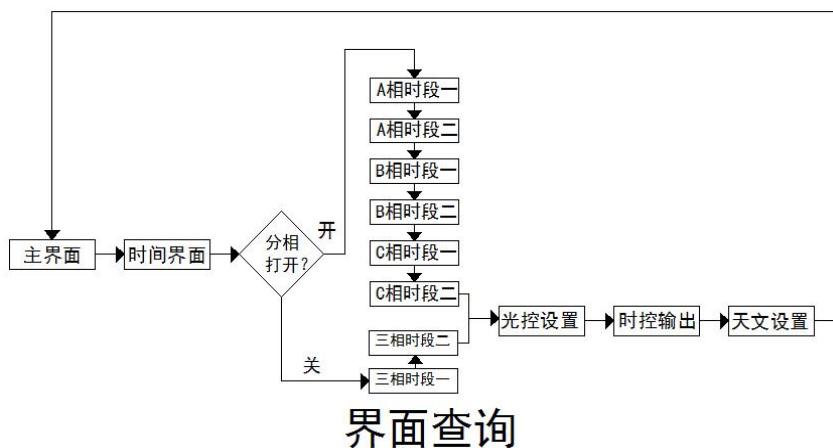 A相时段一
A相时段二
B相时段一
B相时段二
C相时段一
C相时段二
主界面
时间界面
分相
打开?
开
关
三相时段二
三相时段一
光控设置
时控输出
天文设置
界面查询